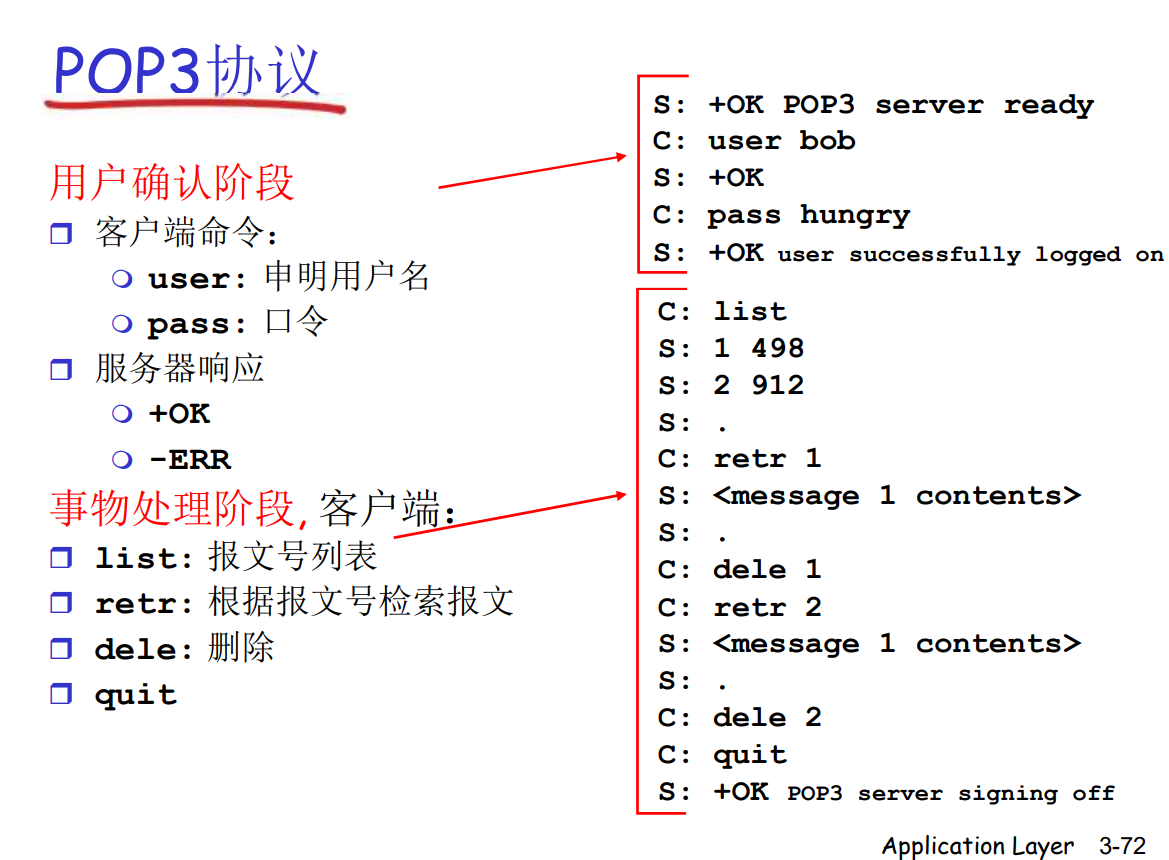 POP3协议
用户确认阶段
客户端命令：
user: 申明用户名
pass: 口令
服务器响应
+OK
-ERR
事物处理阶段, 客户端：
list: 报文号列表
retr: 根据报文号检索报文
dele: 删除
quit
S: +OK POP3 server ready
C: user bob
S: +OK
C: pass hungry
S: +OK user successfully logged on
C: list
S: 1 498
S: 2 912
S: .
C: retr 1
S: <message 1 contents>
S: .
C: dele 1
C: retr 2
S: <message 1 contents>
S: .
C: dele 2
C: quit
S: +OK POP3 server signing off
Application Layer 3-72